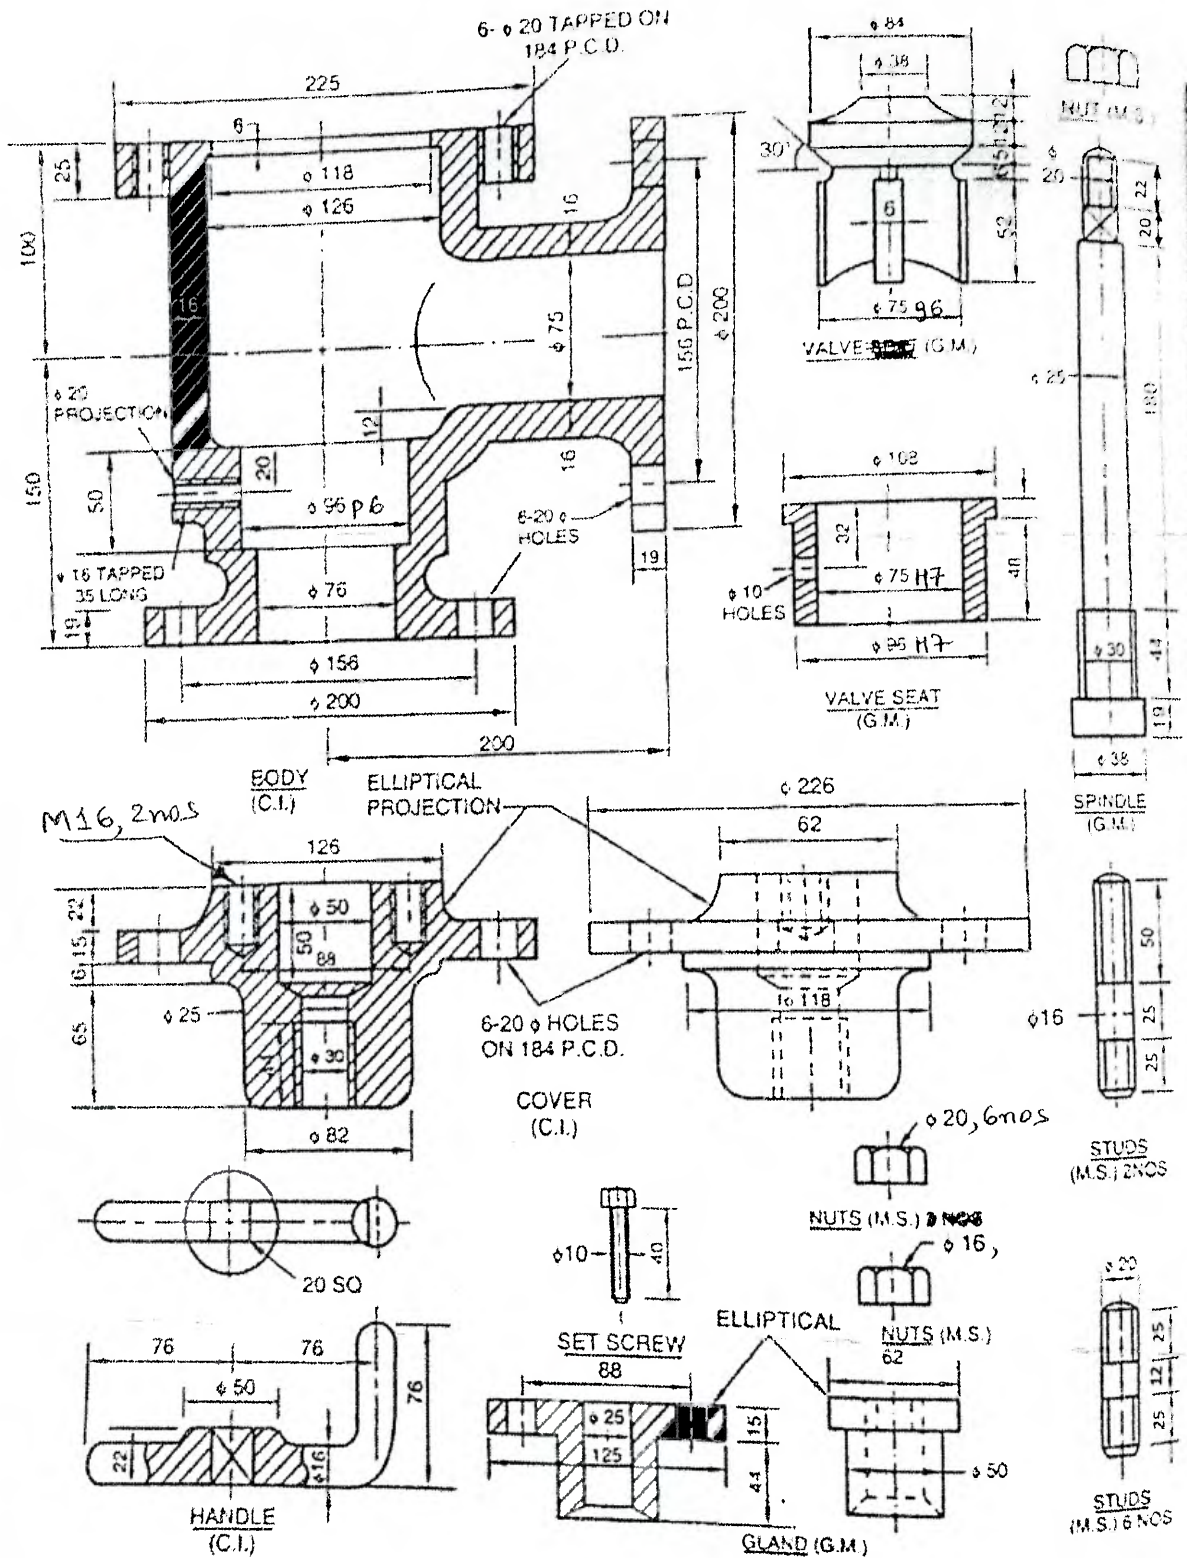 6- ϕ 20 TAPPED ON
184 P.C.D.
225
6
25
ϕ 118
ϕ 126
16
100
16
ϕ 75
156 P.C.D
ϕ 200
ϕ 20
PROJECTION
12
20
50
150
ϕ 96 p6
16
6-20 ϕ
HOLES
19
ϕ 16 TAPPED
35 LONG
ϕ 76
19
ϕ 156
ϕ 200
200
BODY
(C.I.)
ϕ 84
ϕ 38
12
12
30°
6
52
ϕ 75 g6
VALVE (G.M.)
NUT (M.S.)
ϕ
20
22
20
ϕ 25
180
ϕ 30
44
19
ϕ 38
SPINDLE
(G.M.)
ϕ 108
32
48
ϕ 10
HOLES
ϕ 75 H7
ϕ 96 H7
VALVE SEAT
(G.M.)
M16, 2nos
ELLIPTICAL
PROJECTION
126
22
15
6
65
ϕ 50
50
88
ϕ 25
44
ϕ 30
ϕ 82
6-20 ϕ HOLES
ON 184 P.C.D.
COVER
(C.I.)
ϕ 226
62
ϕ 118
50
ϕ16
25
25
STUDS
(M.S.) 2NOS
ϕ 20, 6nos
NUTS (M.S.)
ϕ 16,
NUTS (M.S.)
20 SQ
ϕ10
40
SET SCREW
ELLIPTICAL
76
76
ϕ 50
76
22
ϕ16
HANDLE
(C.I.)
88
ϕ 25
125
15
44
62
ϕ 50
GLAND (G.M.)
ϕ 20
25
12
25
STUDS
(M.S.) 6 NOS